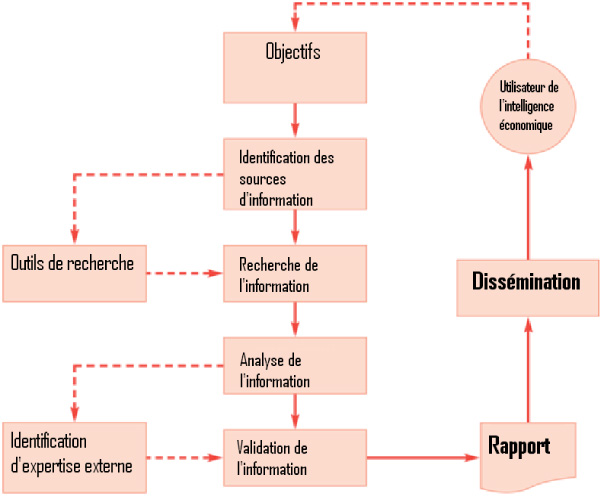 Objectifs
Utilisateur de
l'intelligence
économique
Identification des
sources
d'information
Outils de recherche
Recherche de
l'information
Dissémination
Analyse de
l'information
Identification
d'expertise externe
Validation de
l'information
Rapport